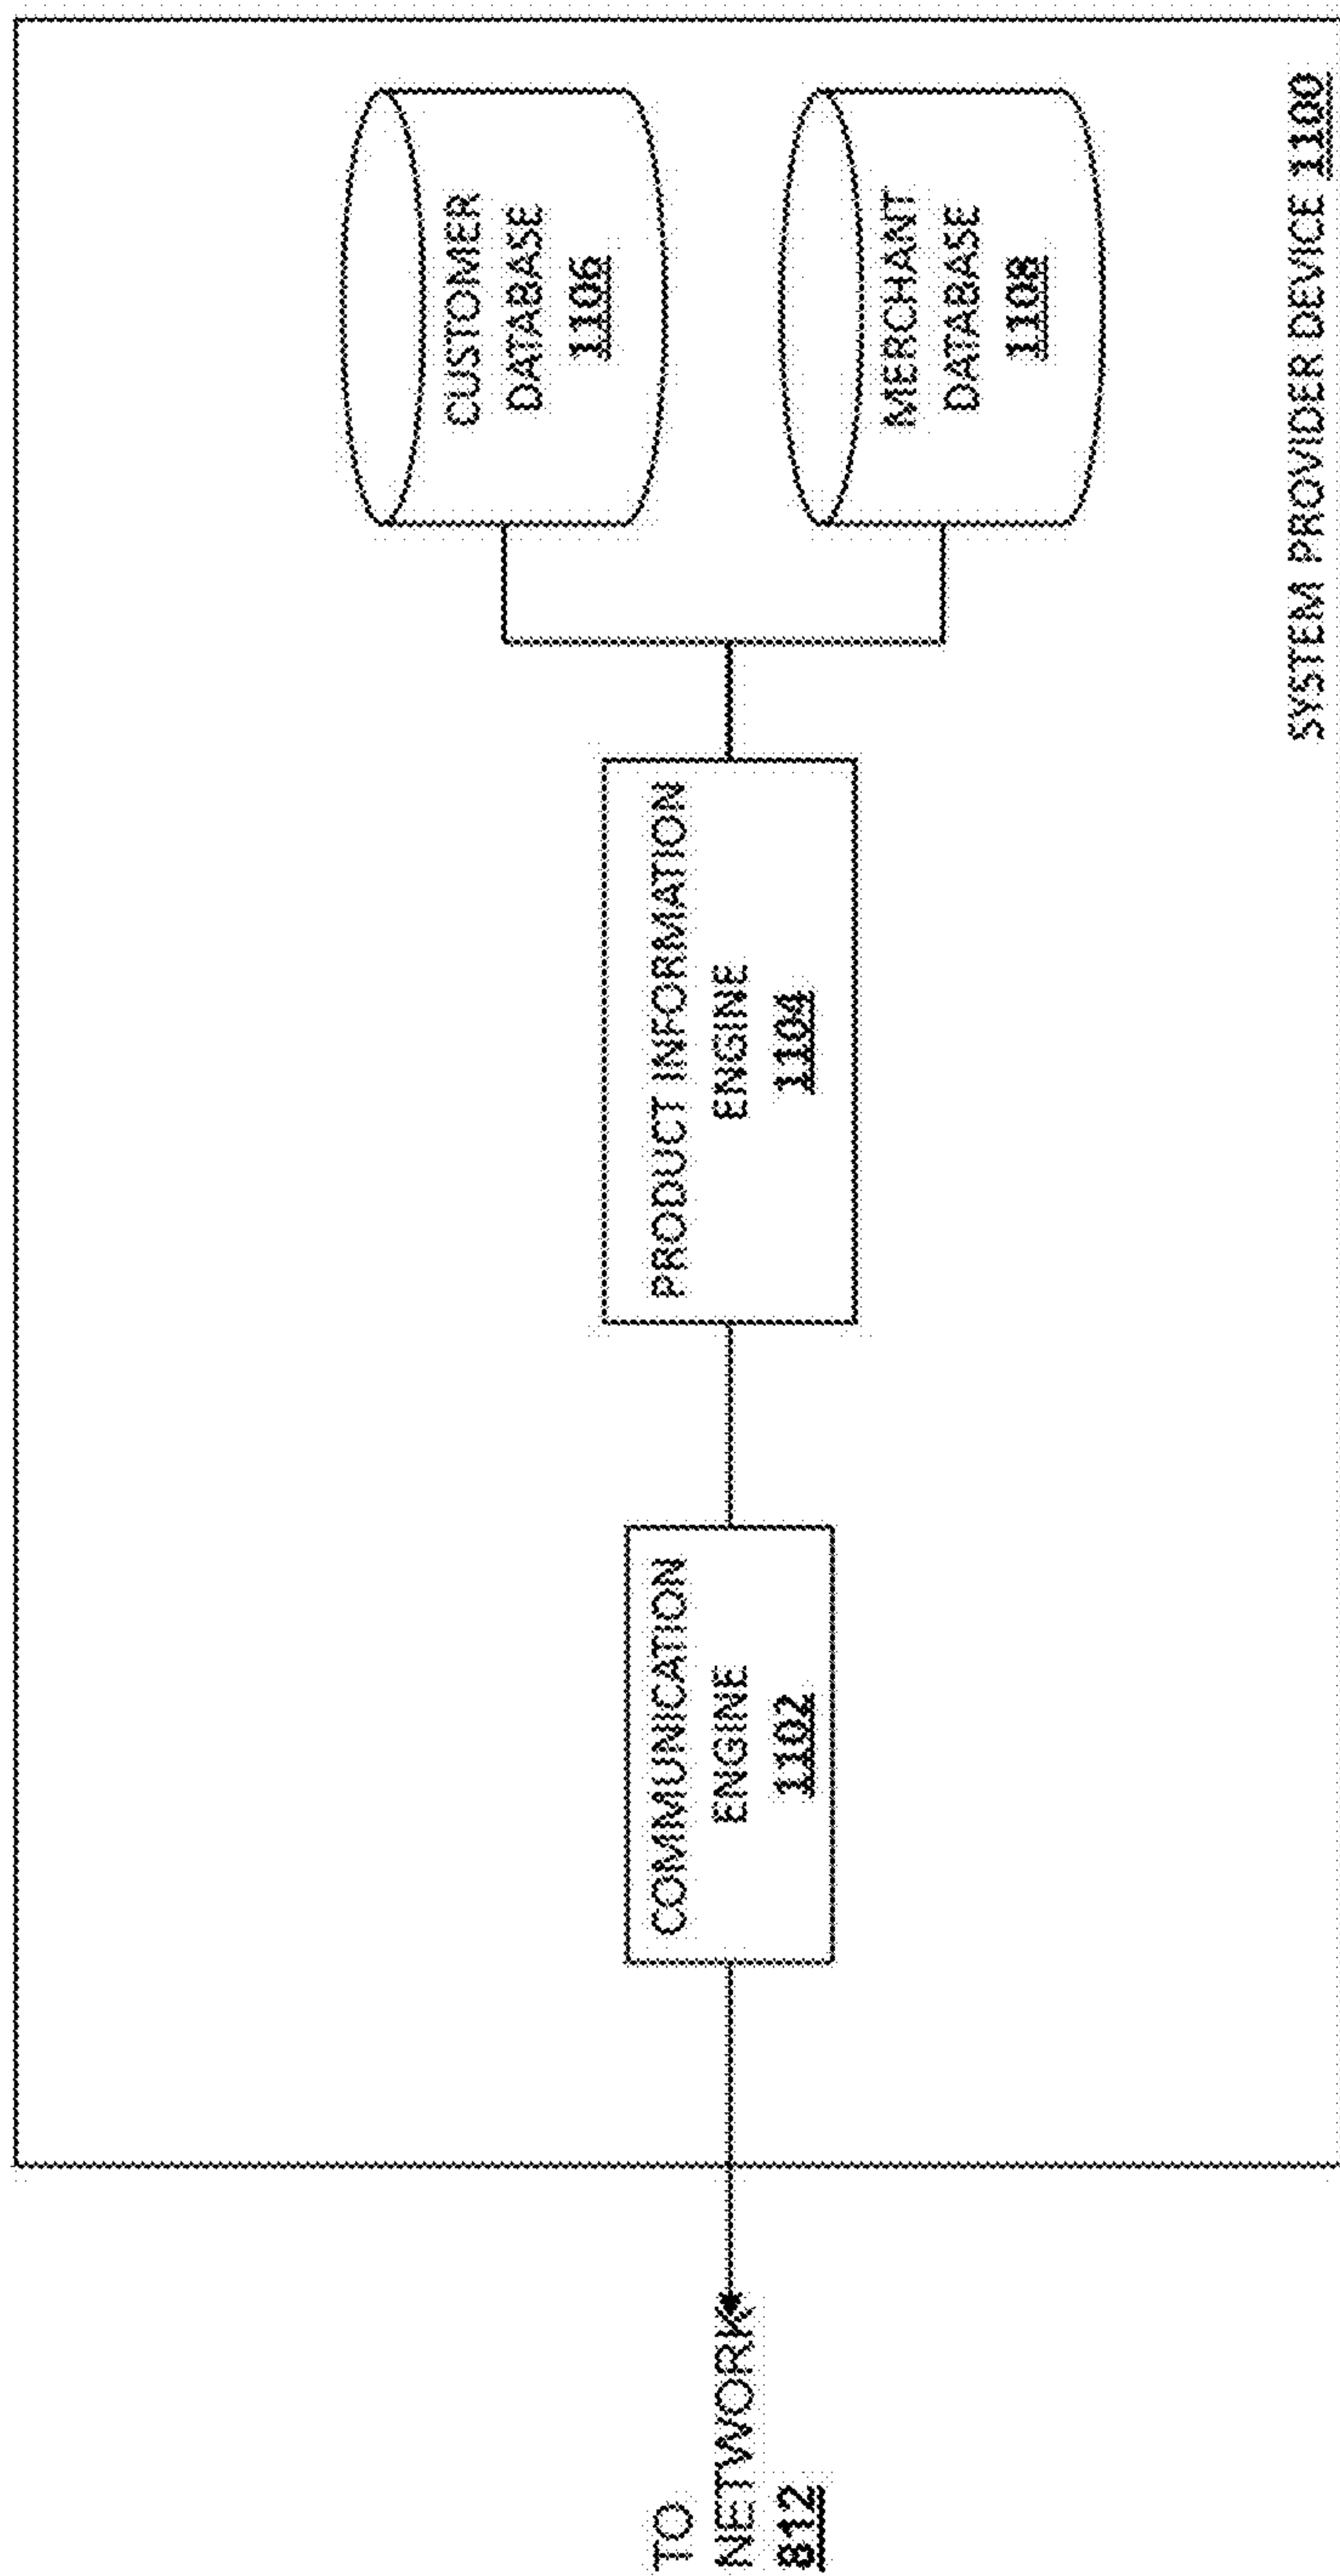 TO
NETWORK
812
COMMUNICATION
ENGINE
1102
PRODUCT INFORMATION
ENGINE
1104
CUSTOMER
DATABASE
1106
MERCHANT
DATABASE
1108
SYSTEM PROVIDER DEVICE 1100